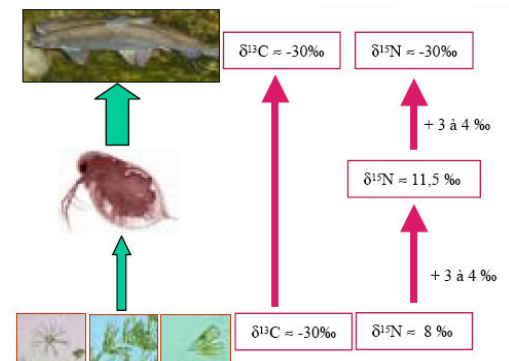 δ¹³C ≈ -30‰
δ¹⁵N ≈ -30‰
+ 3 à 4 ‰
δ¹⁵N ≈ 11,5 ‰
+ 3 à 4 ‰
δ¹³C ≈ -30‰
δ¹⁵N ≈ 8 ‰